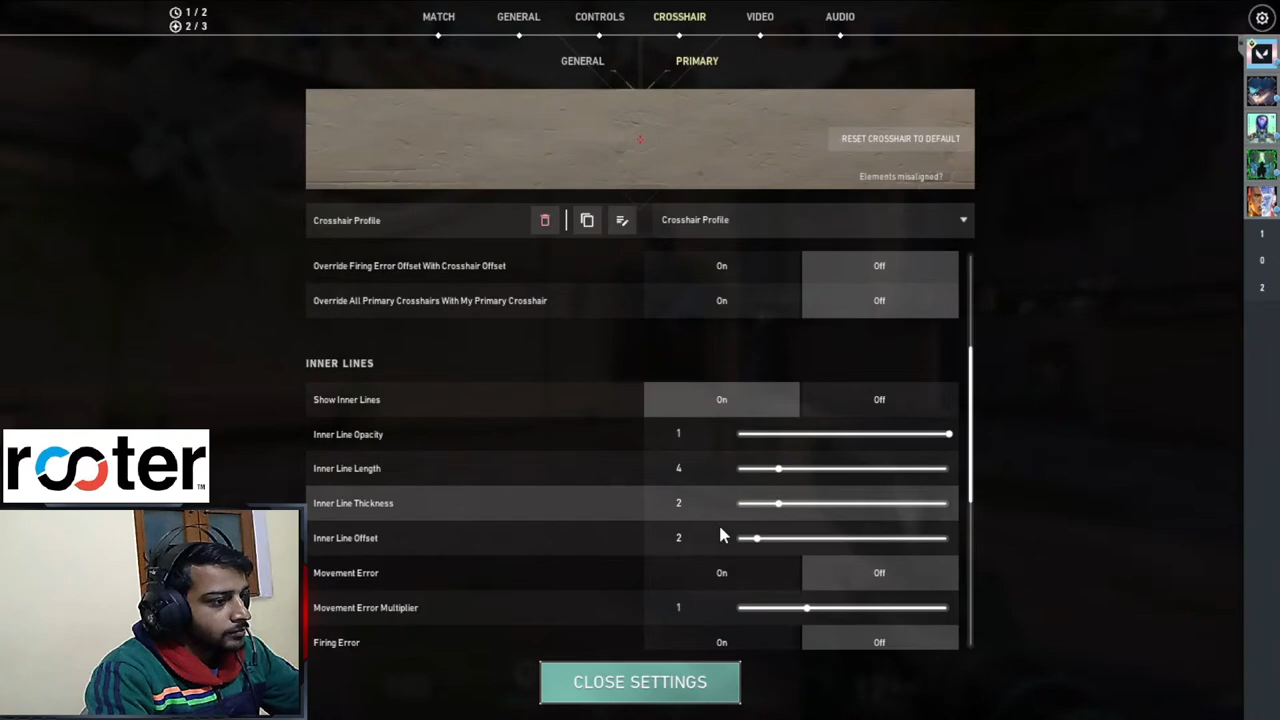 1 / 2
2 / 3
MATCH GENERAL CONTROLS CROSSHAIR VIDEO AUDIO
GENERAL PRIMARY
RESET CROSSHAIR TO DEFAULT
Elements misaligned?
Crosshair Profile Crosshair Profile
Override Firing Error Offset With Crosshair Offset On Off
Override All Primary Crosshairs With My Primary Crosshair On Off
INNER LINES
Show Inner Lines On Off
Inner Line Opacity 1
Inner Line Length 4
Inner Line Thickness 2
Inner Line Offset 2
Movement Error On Off
Movement Error Multiplier 1
Firing Error On Off
CLOSE SETTINGS
rooter™
1
0
2